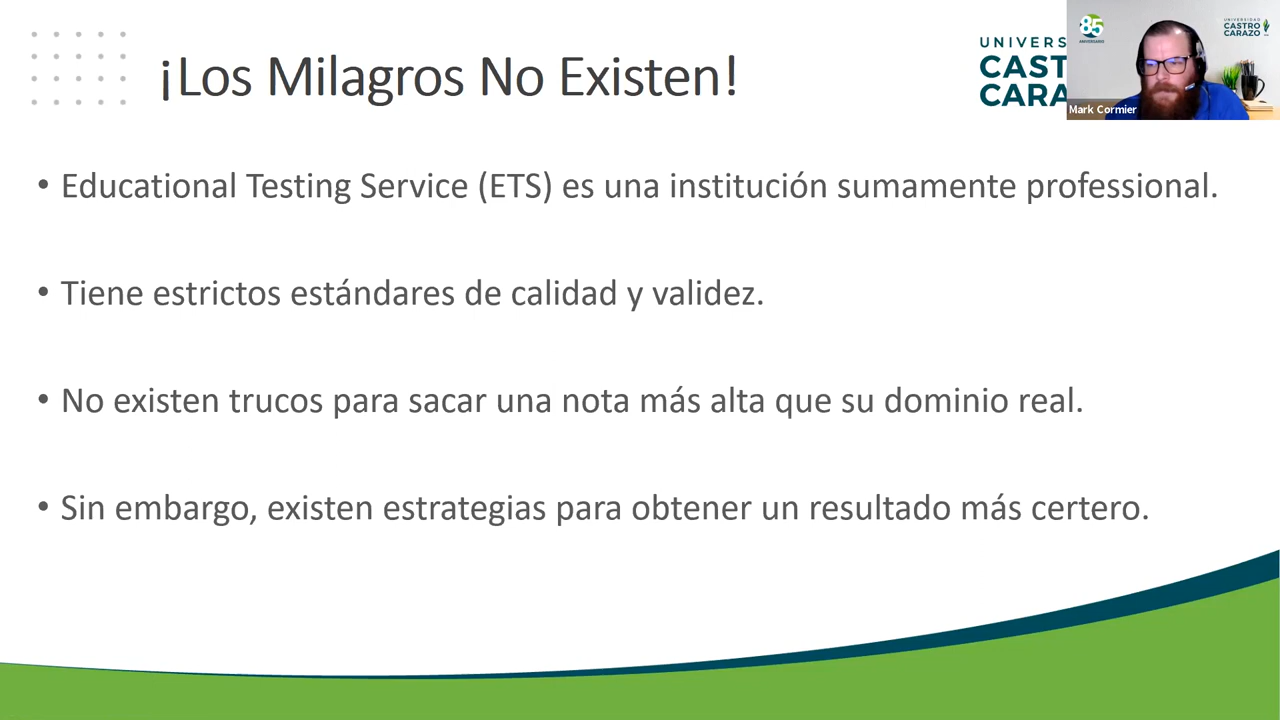 ¡Los Milagros No Existen!
UNIVERS
CAST
CARA
85
ANIVERSARIO
UNIVERSIDAD
CASTRO
CARAZO
Mark Cormier
• Educational Testing Service (ETS) es una institución sumamente professional.
• Tiene estrictos estándares de calidad y validez.
• No existen trucos para sacar una nota más alta que su dominio real.
• Sin embargo, existen estrategias para obtener un resultado más certero.